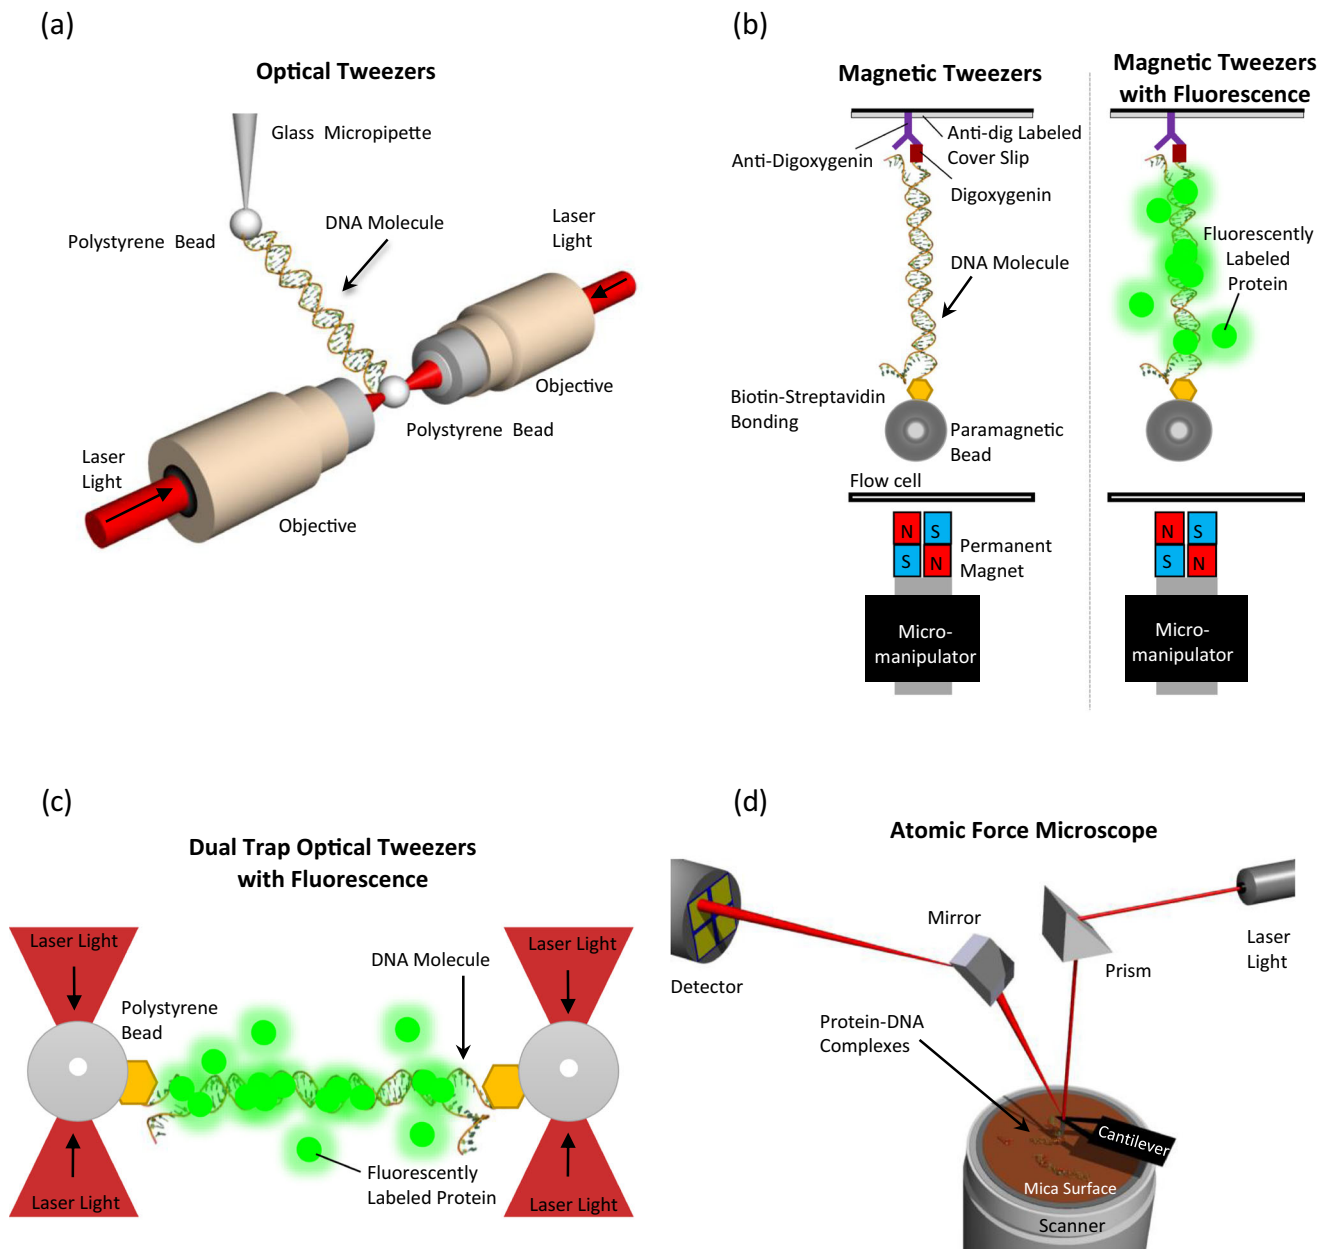 (a)
Optical Tweezers
Glass Micropipette
DNA Molecule
Polystyrene Bead
Laser
Light
Objective
Polystyrene Bead
Laser
Light
Objective
(b)
Magnetic Tweezers
Anti-Digoxygenin
Anti-dig Labeled
Cover Slip
Digoxygenin
DNA Molecule
Biotin-Streptavidin
Bonding
Paramagnetic
Bead
Flow cell
N S
S N
Permanent
Magnet
Micro-
manipulator
Magnetic Tweezers
with Fluorescence
Fluorescently
Labeled
Protein
N S
S N
Micro-
manipulator
(c)
Dual Trap Optical Tweezers
with Fluorescence
Laser Light
Laser Light
DNA Molecule
Polystyrene
Bead
Fluorescently
Labeled Protein
Laser Light
Laser Light
(d)
Atomic Force Microscope
Detector
Mirror
Prism
Laser
Light
Protein-DNA
Complexes
Cantilever
Mica Surface
Scanner